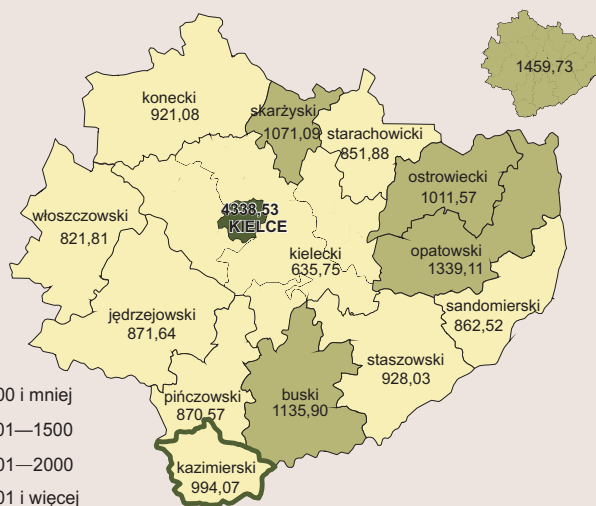 1459,73
konecki
921,08
skarżyski
1071,09
starachowicki
851,88
ostrowiecki
1011,57
4338,53
KIELCE
włoszczowski
821,81
kielecki
635,75
opatowski
1339,11
sandomierski
862,52
jędrzejowski
871,64
staszowski
928,03
pińczowski
870,57
buski
1135,90
kazimierski
994,07
00 i mniej
01—1500
01—2000
01 i więcej